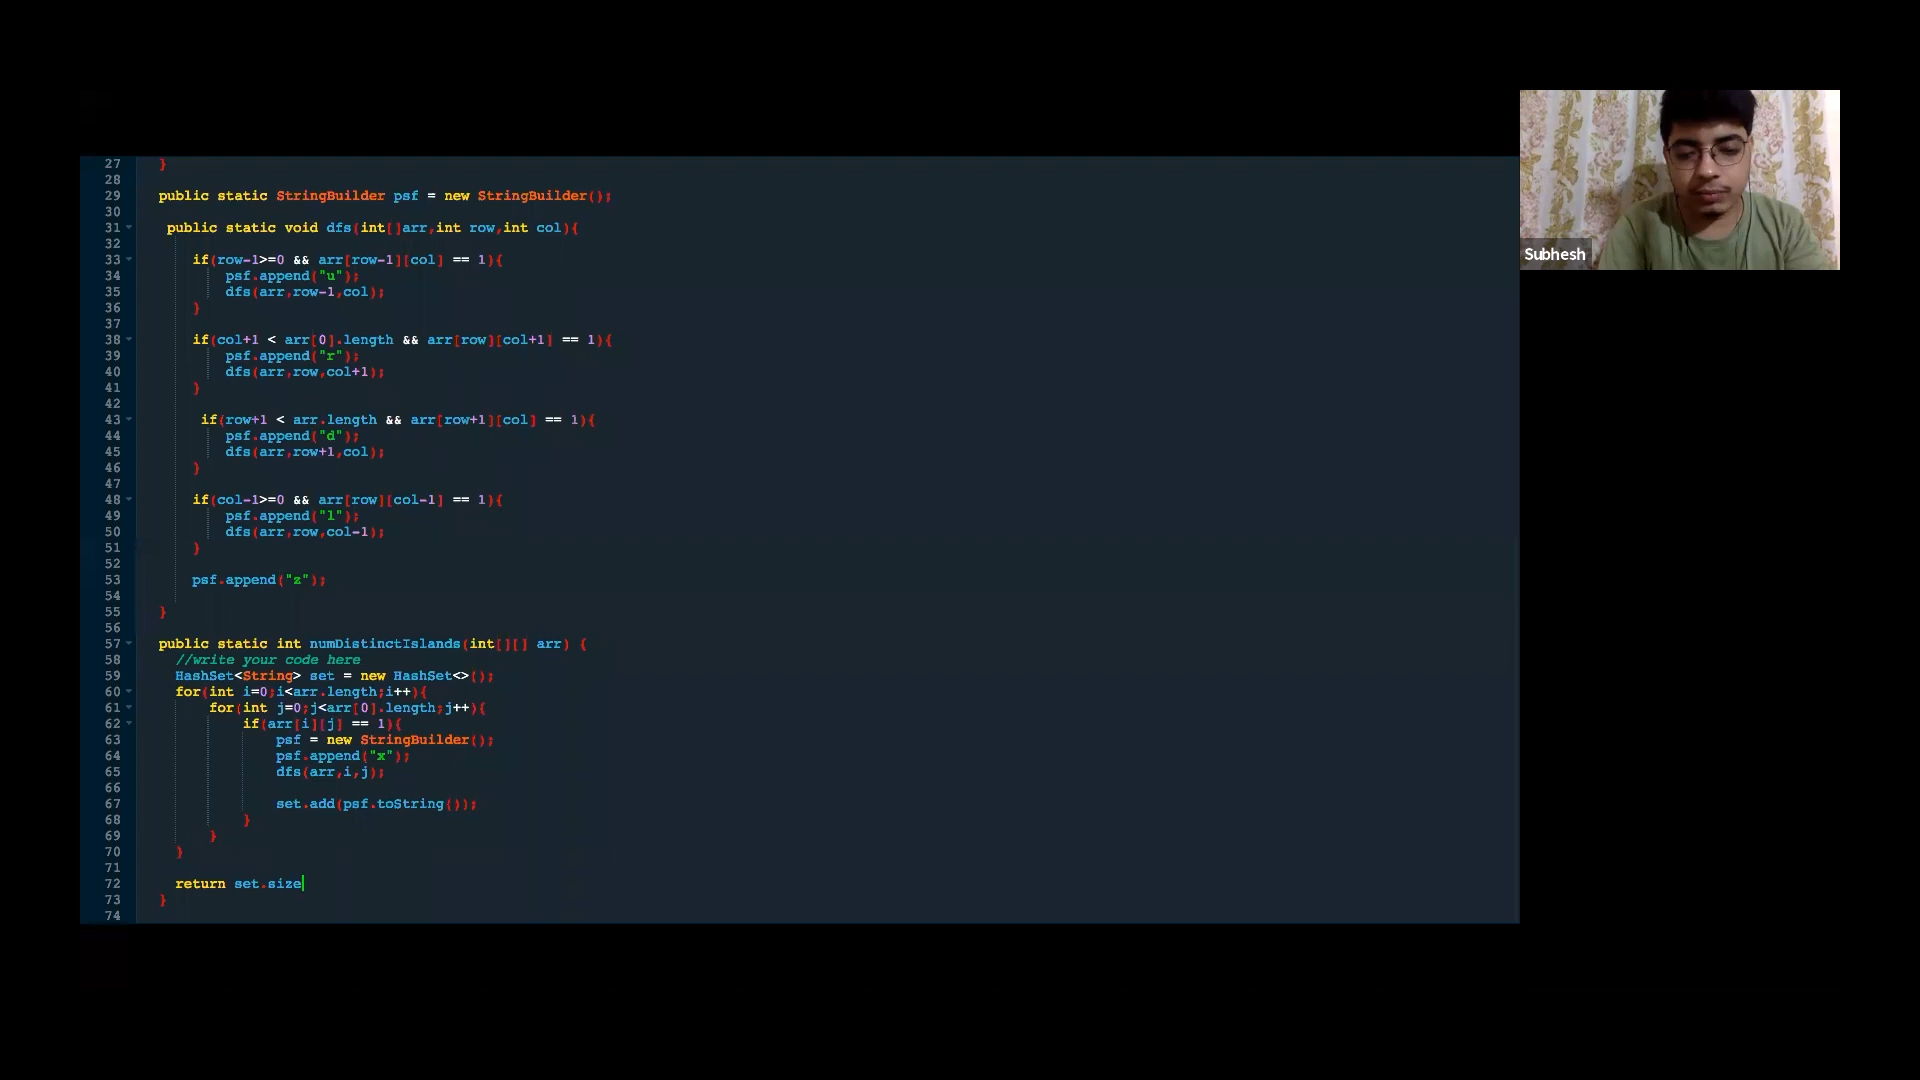 27 }
28
29 public static StringBuilder psf = new StringBuilder();
30
31 public static void dfs(int[]arr,int row,int col){
32
33 if(row-1>=0 && arr[row-1][col] == 1){
34 psf.append("u");
35 dfs(arr,row-1,col);
36 }
37
38 if(col+1 < arr[0].length && arr[row][col+1] == 1){
39 psf.append("r");
40 dfs(arr,row,col+1);
41 }
42
43 if(row+1 < arr.length && arr[row+1][col] == 1){
44 psf.append("d");
45 dfs(arr,row+1,col);
46 }
47
48 if(col-1>=0 && arr[row][col-1] == 1){
49 psf.append("l");
50 dfs(arr,row,col-1);
51 }
52
53 psf.append("z");
54
55 }
56
57 public static int numDistinctIslands(int[][] arr) {
58 //write your code here
59 HashSet<String> set = new HashSet<>();
60 for(int i=0;i<arr.length;i++){
61 for(int j=0;j<arr[0].length;j++){
62 if(arr[i][j] == 1){
63 psf = new StringBuilder();
64 psf.append("x");
65 dfs(arr,i,j);
66
67 set.add(psf.toString());
68 }
69 }
70 }
71
72 return set.size
73 }
74
Subhesh